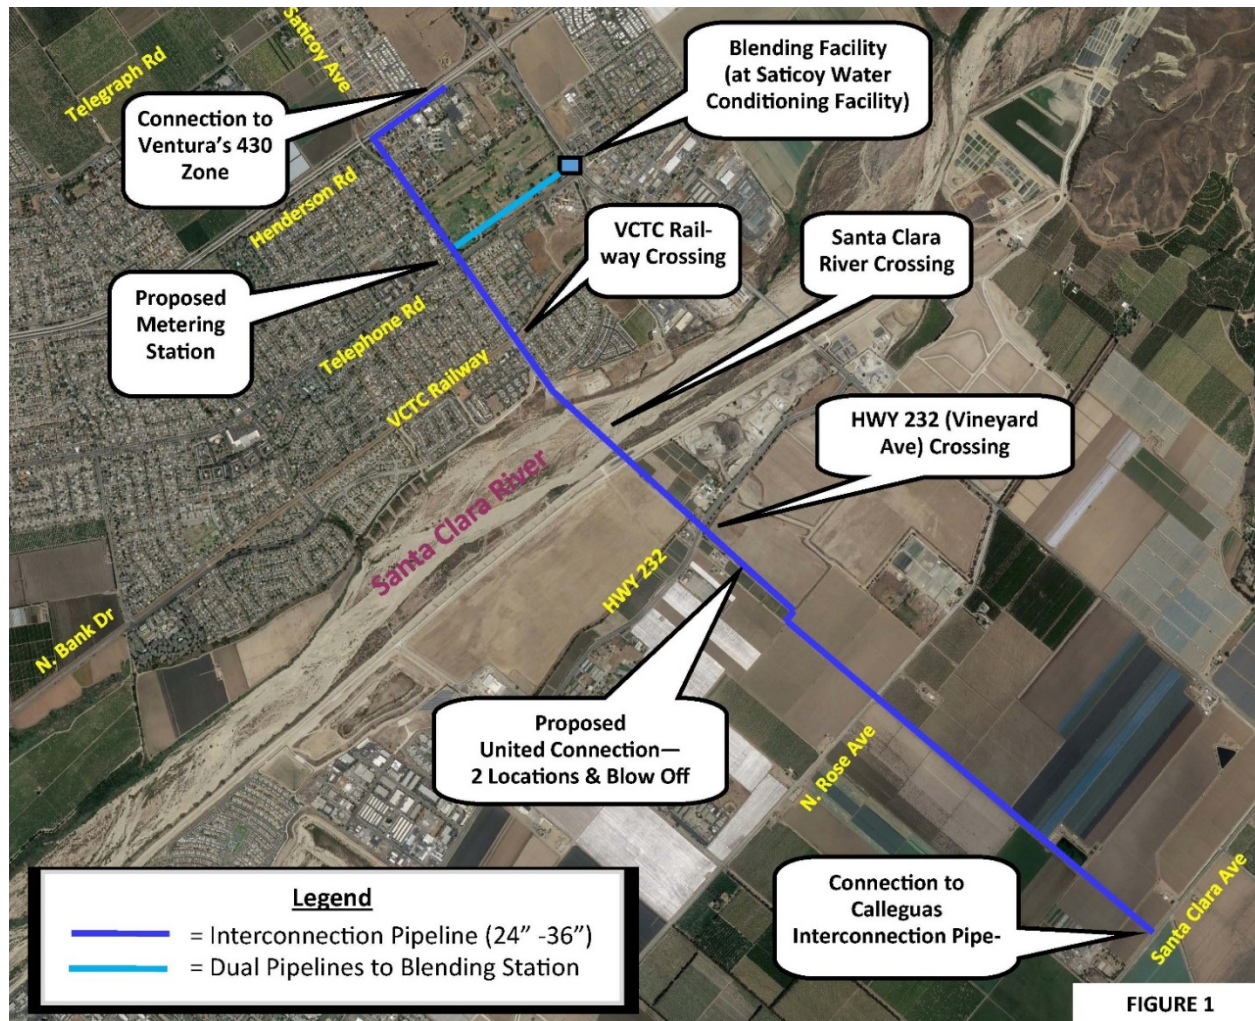 Telegraph Rd
Saticoy Ave
Blending Facility
(at Saticoy Water
Conditioning Facility)
Connection to
Ventura’s 430
Zone
Henderson Rd
VCTC Rail-
way Crossing
Santa Clara
River Crossing
Proposed
Metering
Station
Telephone Rd
VCTC Railway
HWY 232 (Vineyard
Ave) Crossing
Santa Clara River
HWY 232
N. Bank Dr
Proposed
United Connection—
2 Locations & Blow Off
N. Rose Ave
Connection to
Calleguas
Interconnection Pipe-
Santa Clara Ave
Legend
= Interconnection Pipeline (24” -36”)
= Dual Pipelines to Blending Station
FIGURE 1